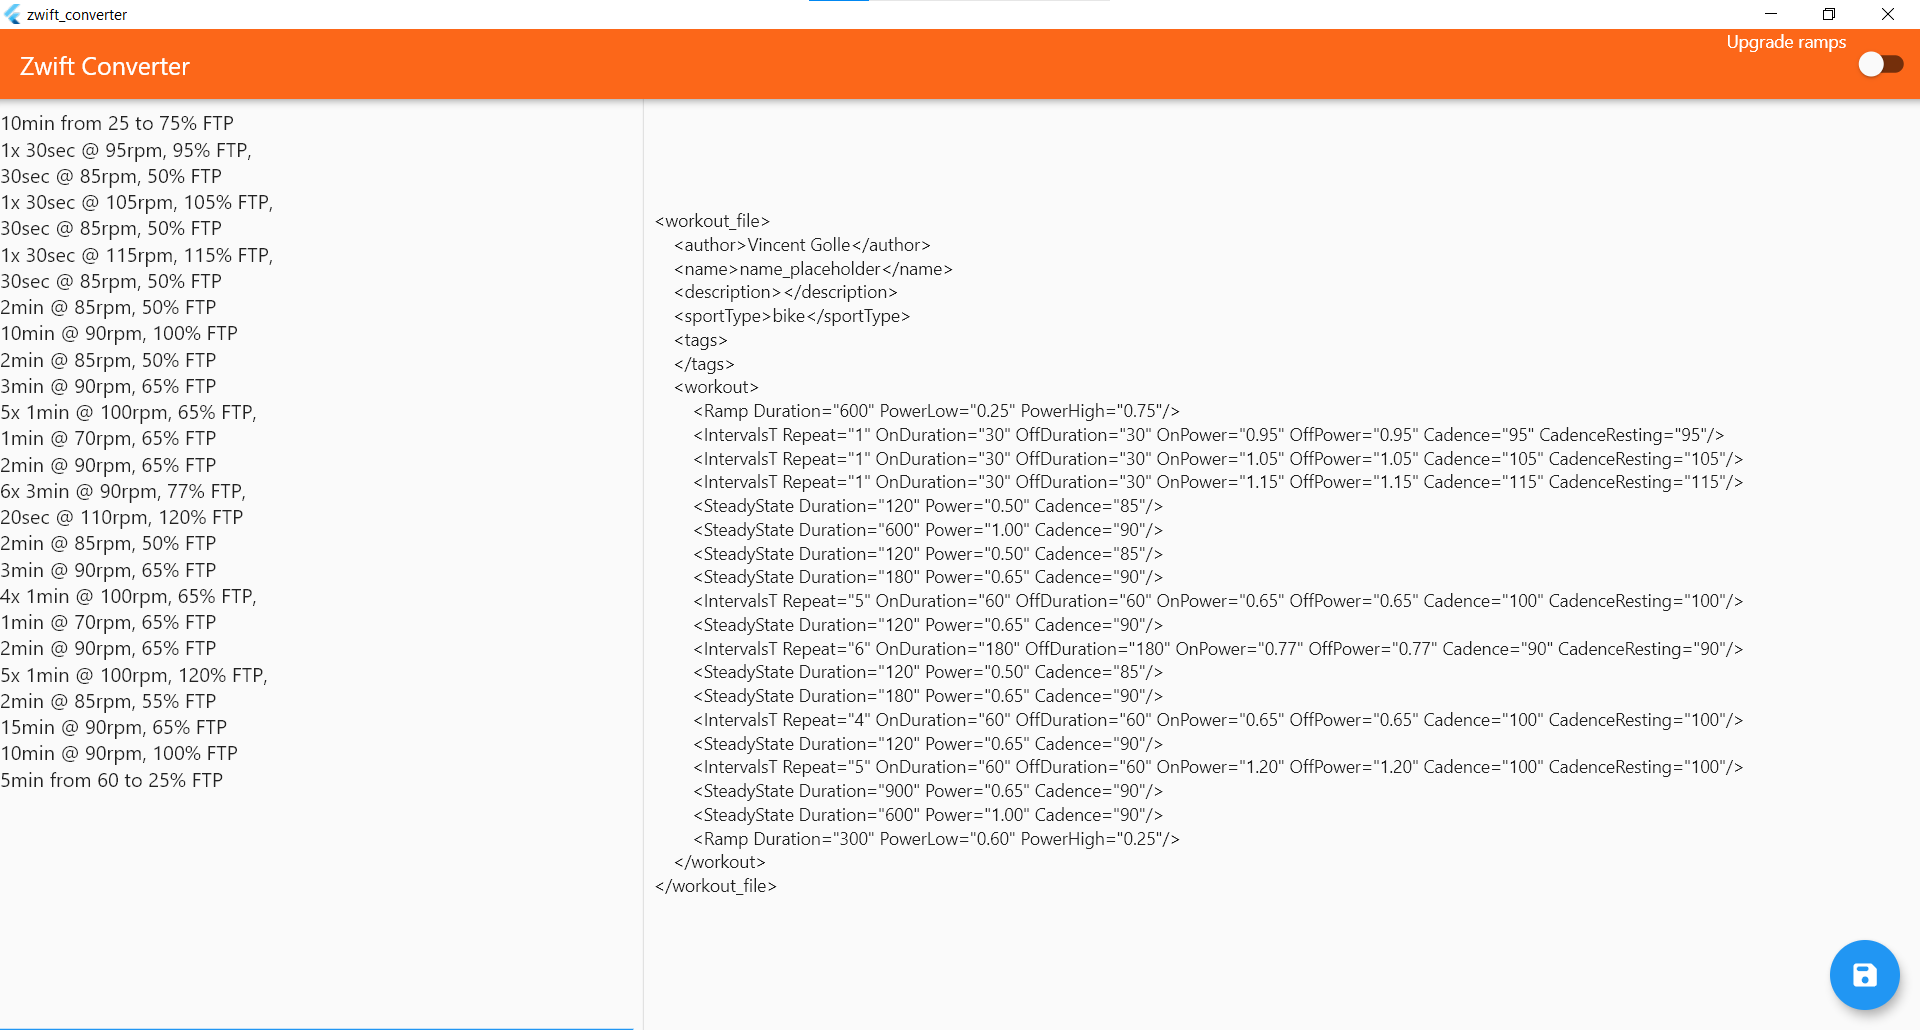 zwift_converter
Upgrade ramps
Zwift Converter
10min from 25 to 75% FTP
1x 30sec @ 95rpm, 95% FTP,
30sec @ 85rpm, 50% FTP
1x 30sec @ 105rpm, 105% FTP,
30sec @ 85rpm, 50% FTP
1x 30sec @ 115rpm, 115% FTP,
30sec @ 85rpm, 50% FTP
2min @ 85rpm, 50% FTP
10min @ 90rpm, 100% FTP
2min @ 85rpm, 50% FTP
3min @ 90rpm, 65% FTP
5x 1min @ 100rpm, 65% FTP,
1min @ 70rpm, 65% FTP
2min @ 90rpm, 65% FTP
6x 3min @ 90rpm, 77% FTP,
20sec @ 110rpm, 120% FTP
2min @ 85rpm, 50% FTP
3min @ 90rpm, 65% FTP
4x 1min @ 100rpm, 65% FTP,
1min @ 70rpm, 65% FTP
2min @ 90rpm, 65% FTP
5x 1min @ 100rpm, 120% FTP,
2min @ 85rpm, 55% FTP
15min @ 90rpm, 65% FTP
10min @ 90rpm, 100% FTP
5min from 60 to 25% FTP
<workout_file>
<author>Vincent Golle</author>
<name>name_placeholder</name>
<description></description>
<sportType>bike</sportType>
<tags>
</tags>
<workout>
<Ramp Duration="600" PowerLow="0.25" PowerHigh="0.75"/>
<IntervalsT Repeat="1" OnDuration="30" OffDuration="30" OnPower="0.95" OffPower="0.95" Cadence="95" CadenceResting="95"/>
<IntervalsT Repeat="1" OnDuration="30" OffDuration="30" OnPower="1.05" OffPower="1.05" Cadence="105" CadenceResting="105"/>
<IntervalsT Repeat="1" OnDuration="30" OffDuration="30" OnPower="1.15" OffPower="1.15" Cadence="115" CadenceResting="115"/>
<SteadyState Duration="120" Power="0.50" Cadence="85"/>
<SteadyState Duration="600" Power="1.00" Cadence="90"/>
<SteadyState Duration="120" Power="0.50" Cadence="85"/>
<SteadyState Duration="180" Power="0.65" Cadence="90"/>
<IntervalsT Repeat="5" OnDuration="60" OffDuration="60" OnPower="0.65" OffPower="0.65" Cadence="100" CadenceResting="100"/>
<SteadyState Duration="120" Power="0.65" Cadence="90"/>
<IntervalsT Repeat="6" OnDuration="180" OffDuration="180" OnPower="0.77" OffPower="0.77" Cadence="90" CadenceResting="90"/>
<SteadyState Duration="120" Power="0.50" Cadence="85"/>
<SteadyState Duration="180" Power="0.65" Cadence="90"/>
<IntervalsT Repeat="4" OnDuration="60" OffDuration="60" OnPower="0.65" OffPower="0.65" Cadence="100" CadenceResting="100"/>
<SteadyState Duration="120" Power="0.65" Cadence="90"/>
<IntervalsT Repeat="5" OnDuration="60" OffDuration="60" OnPower="1.20" OffPower="1.20" Cadence="100" CadenceResting="100"/>
<SteadyState Duration="900" Power="0.65" Cadence="90"/>
<SteadyState Duration="600" Power="1.00" Cadence="90"/>
<Ramp Duration="300" PowerLow="0.60" PowerHigh="0.25"/>
</workout>
</workout_file>